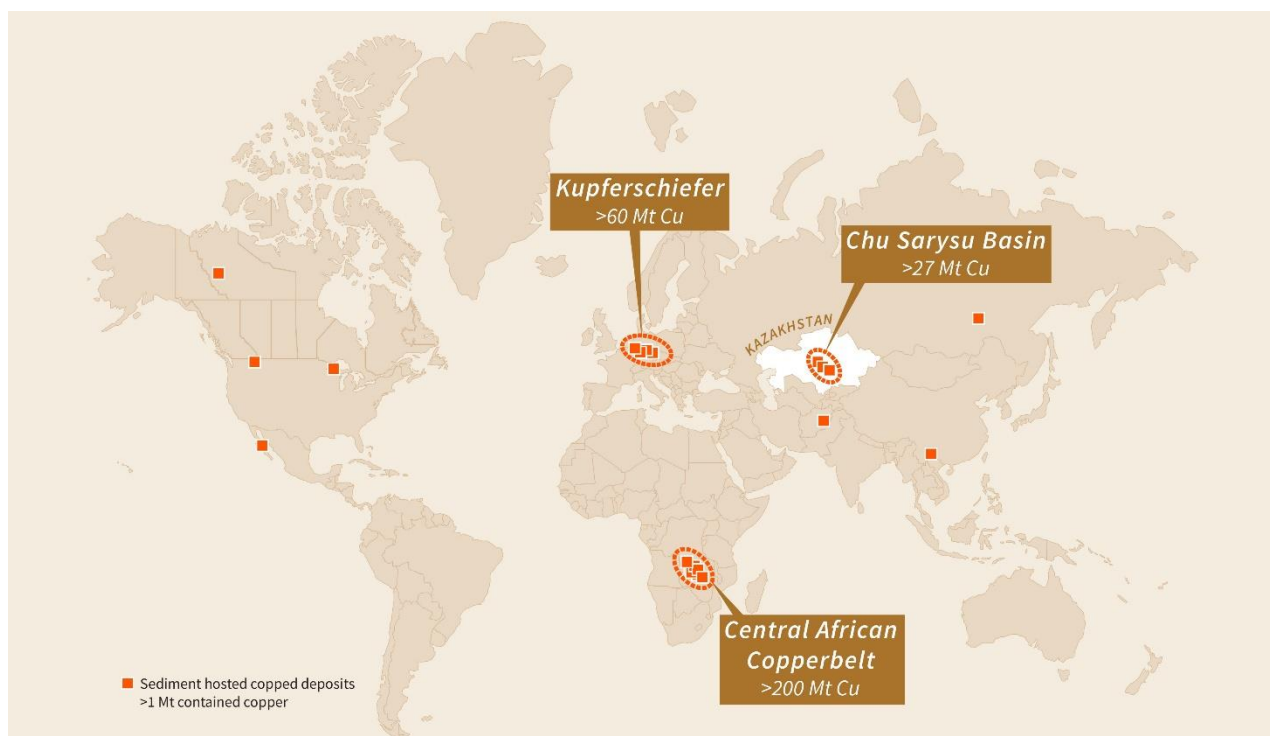 Kupferschiefer
>60 Mt Cu
Chu Sarysu Basin
>27 Mt Cu
KAZAKHSTAN
Central African
Copperbelt
>200 Mt Cu
Sediment hosted copped deposits
>1 Mt contained copper